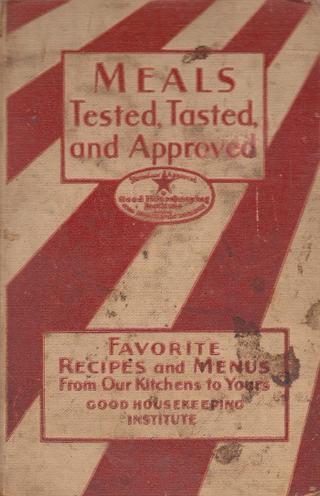 MEALS
Tested, Tasted,
and Approved
Good Housekeeping
Institute
FAVORITE
RECIPES and MENUS
From Our Kitchens to Yours
GOOD HOUSEKEEPING
INSTITUTE